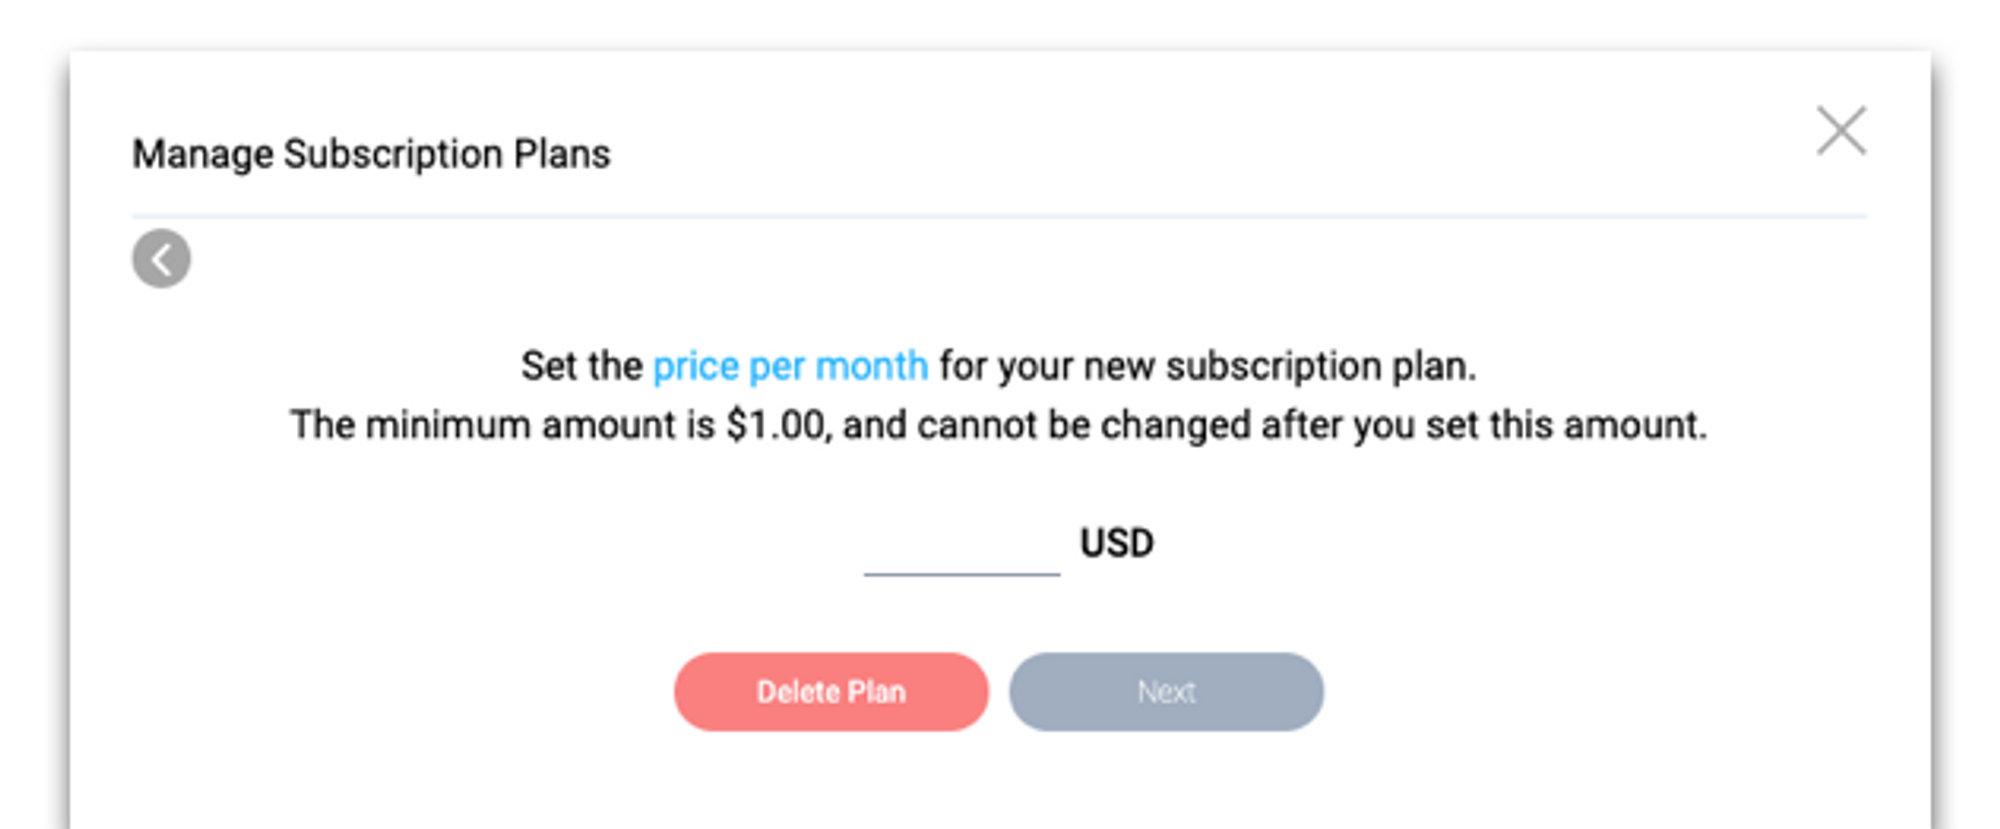 Manage Subscription Plans
Set the price per month for your new subscription plan.
The minimum amount is $1.00, and cannot be changed after you set this amount.
USD
Delete Plan
Next